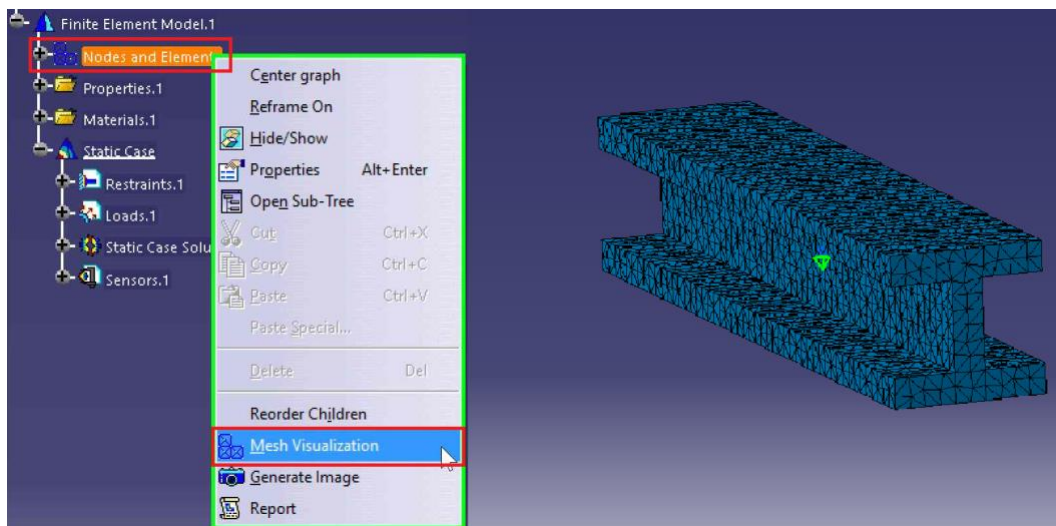 Finite Element Model.1
Nodes and Element
Properties.1
Materials.1
Static Case
Restraints.1
Loads.1
Static Case Solu
Sensors.1
Center graph
Reframe On
Hide/Show
Properties Alt+Enter
Open Sub-Tree
Cut Ctrl+X
Copy Ctrl+C
Paste Ctrl+V
Paste Special...
Delete Del
Reorder Children
Mesh Visualization
Generate Image
Report